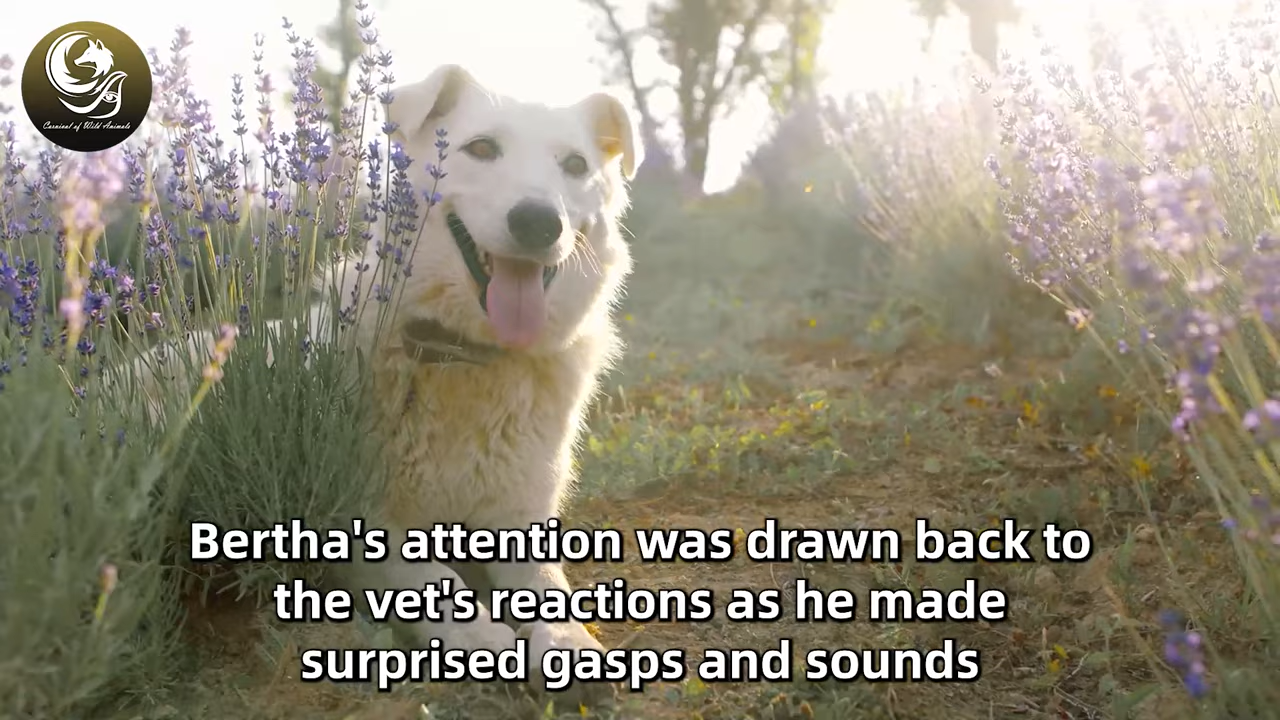 Carnival of Wild Animals
Bertha's attention was drawn back to
the vet's reactions as he made
surprised gasps and sounds